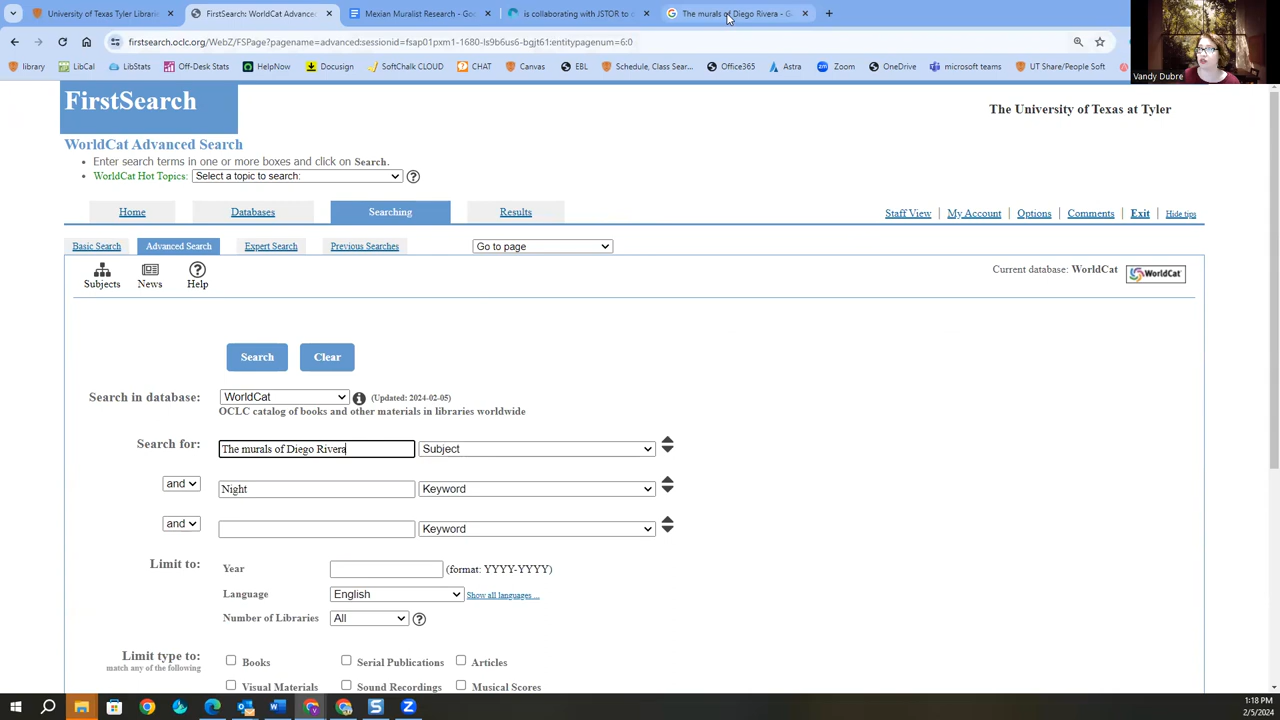 University of Texas Tyler Libraries
FirstSearch: WorldCat Advanced
Mexian Muralist Research - Goo
is collaborating with JSTOR to d
The murals of Diego Rivera - G
firstsearch.oclc.org/WebZ/FSPage?pagename=advanced:sessionid=fsap01pxm1-1680-ls9b6us6-bgjt61:entitypagenum=6:0
library LibCal LibStats Off-Desk Stats HelpNow Docusign SoftChalk CLOUD CHAT Canvas EBL Schedule, Class Sear... Office365 Astra Zoom OneDrive microsoft teams UT Share/People Soft
Vandy Dubre
FirstSearch
The University of Texas at Tyler
WorldCat Advanced Search
Enter search terms in one or more boxes and click on Search.
WorldCat Hot Topics: Select a topic to search:
Home Databases Searching Results
Staff View My Account Options Comments Exit Hide tips
Basic Search Advanced Search Expert Search Previous Searches Go to page
Subjects News Help
Current database: WorldCat WorldCat
Search Clear
Search in database: WorldCat (Updated: 2024-02-05)
OCLC catalog of books and other materials in libraries worldwide
Search for: The murals of Diego Rivera Subject
and Night Keyword
and Keyword
Limit to: Year (format: YYYY-YYYY)
Language English Show all languages ...
Number of Libraries All
Limit type to:
match any of the following
Books Serial Publications Articles
Visual Materials Sound Recordings Musical Scores
1:18 PM
2/5/2024